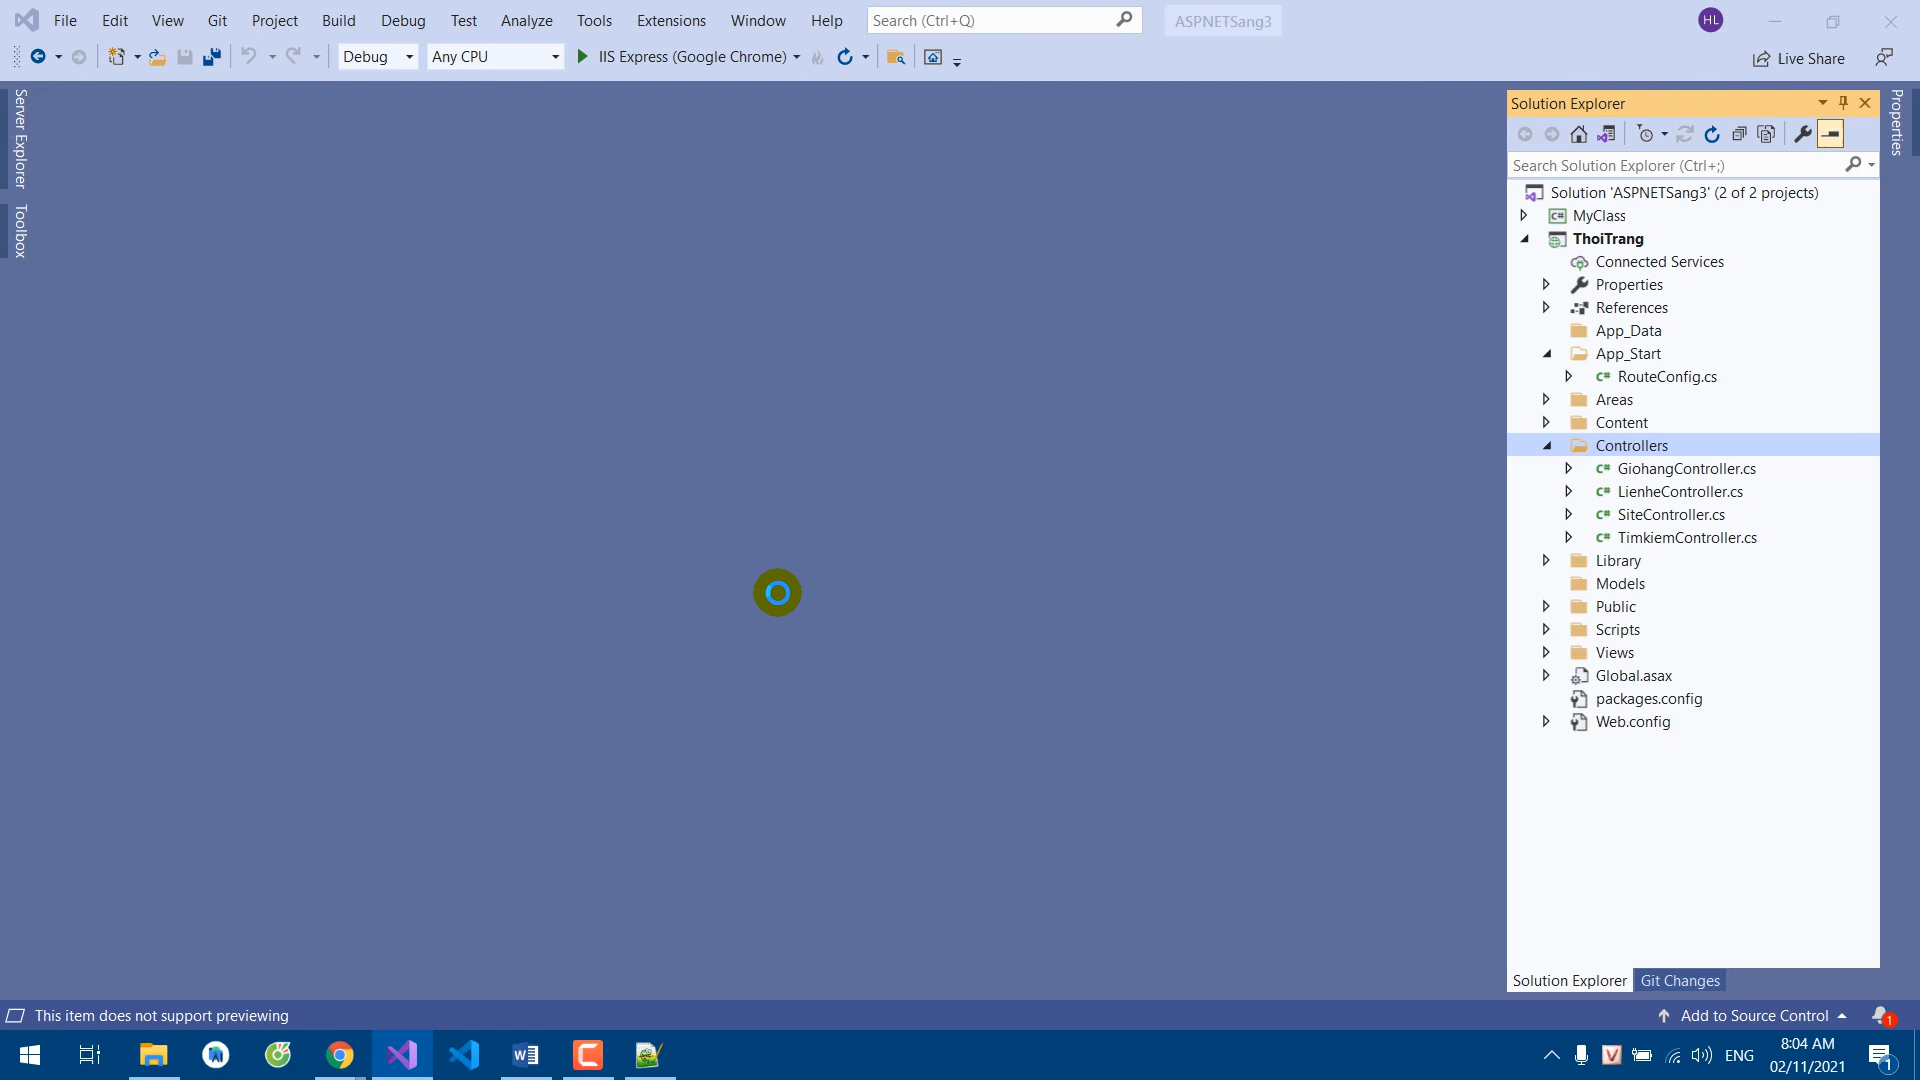 File Edit View Git Project Build Debug Test Analyze Tools Extensions Window Help Search (Ctrl+Q) ASPNETSang3 HL
Debug Any CPU IIS Express (Google Chrome) Live Share
Server Explorer
Toolbox
Properties
Solution Explorer
Search Solution Explorer (Ctrl+;)
Solution 'ASPNETSang3' (2 of 2 projects)
C# MyClass
ThoiTrang
Connected Services
Properties
References
App_Data
App_Start
C# RouteConfig.cs
Areas
Content
Controllers
C# GiohangController.cs
C# LienheController.cs
C# SiteController.cs
C# TimkiemController.cs
Library
Models
Public
Scripts
Views
Global.asax
packages.config
Web.config
Solution Explorer Git Changes
This item does not support previewing Add to Source Control 1
ENG 8:04 AM
02/11/2021 1